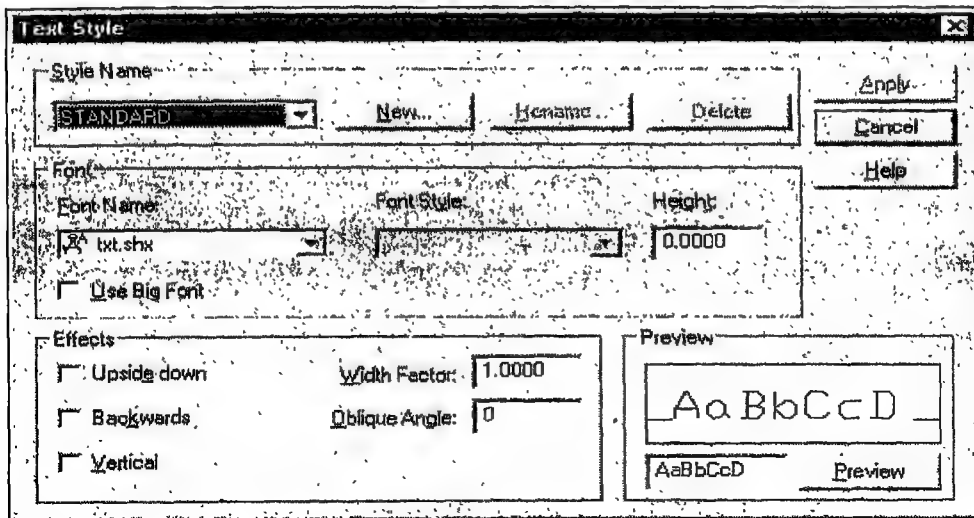 Text Style
Style Name
STANDARD
New...
Rename...
Delete
Apply
Cancel
Help
Font
Font Name:
Font Style:
Height:
txt.shx
0.0000
Use Big Font
Effects
Upside down
Width Factor: 1.0000
Backwards
Oblique Angle: 0
Vertical
Preview
AaBbCcD
AaBbCcD
Preview